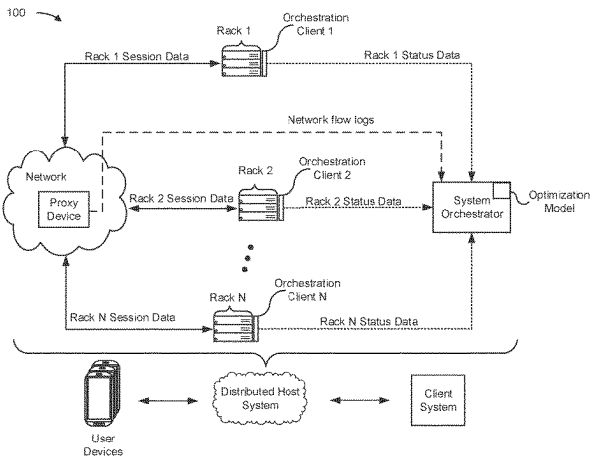 100
Rack 1
Orchestration
Client 1
Rack 1 Session Data
Rack 1 Status Data
Network flow logs
Network
Proxy
Device
Rack 2 Session Data
Rack 2
Orchestration
Client 2
Rack 2 Status Data
System
Orchestrator
Optimization
Model
Rack N Session Data
Rack N
Orchestration
Client N
Rack N Status Data
User
Devices
Distributed Host
System
Client
System